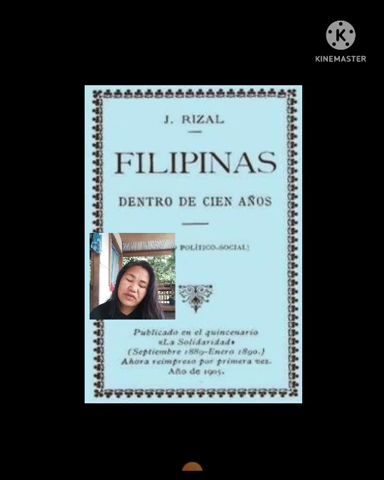 KINEMASTER
J. RIZAL
FILIPINAS
DENTRO DE CIEN AÑOS
POLÍTICO-SOCIAL)
Publicado en el quincenario
«La Solidaridad»
(Septiembre 1889-Enero 1890.)
Ahora reimpreso por primera vez.
Año de 1905.